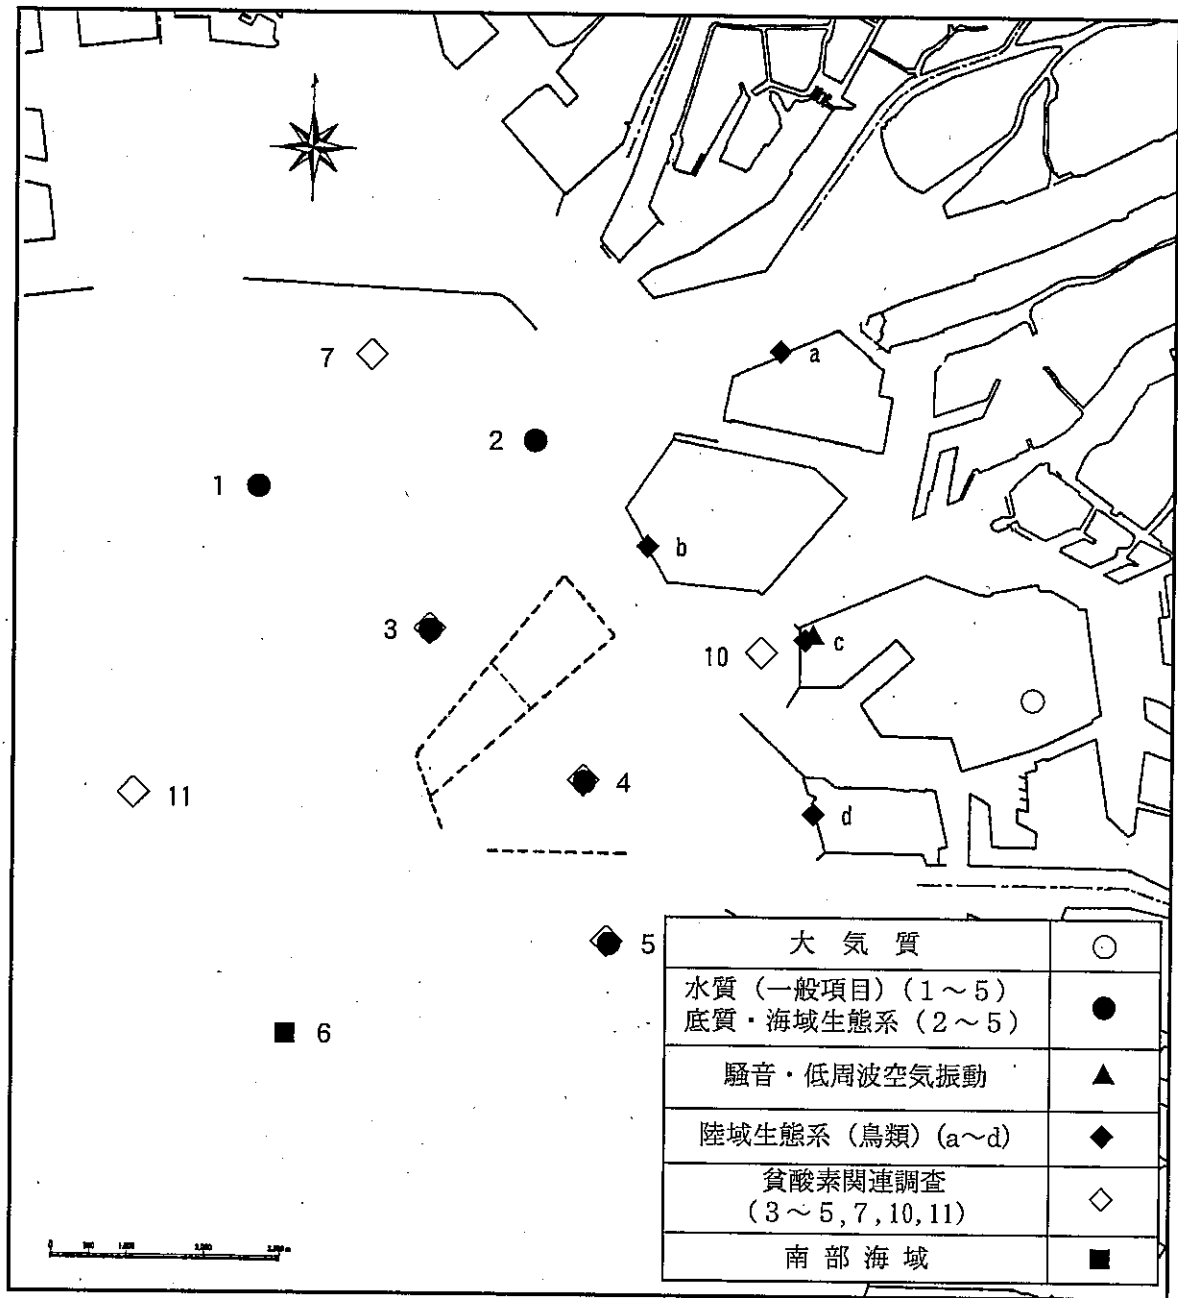 7
a
2
1
b
3
10
c
11
4
d
5
6
大気質
水質（一般項目）（1～5）
底質・海域生態系（2～5）
騒音・低周波空気振動
陸域生態系（鳥類）(a～d)
貧酸素関連調査
（3～5,7,10,11）
南部海域
0